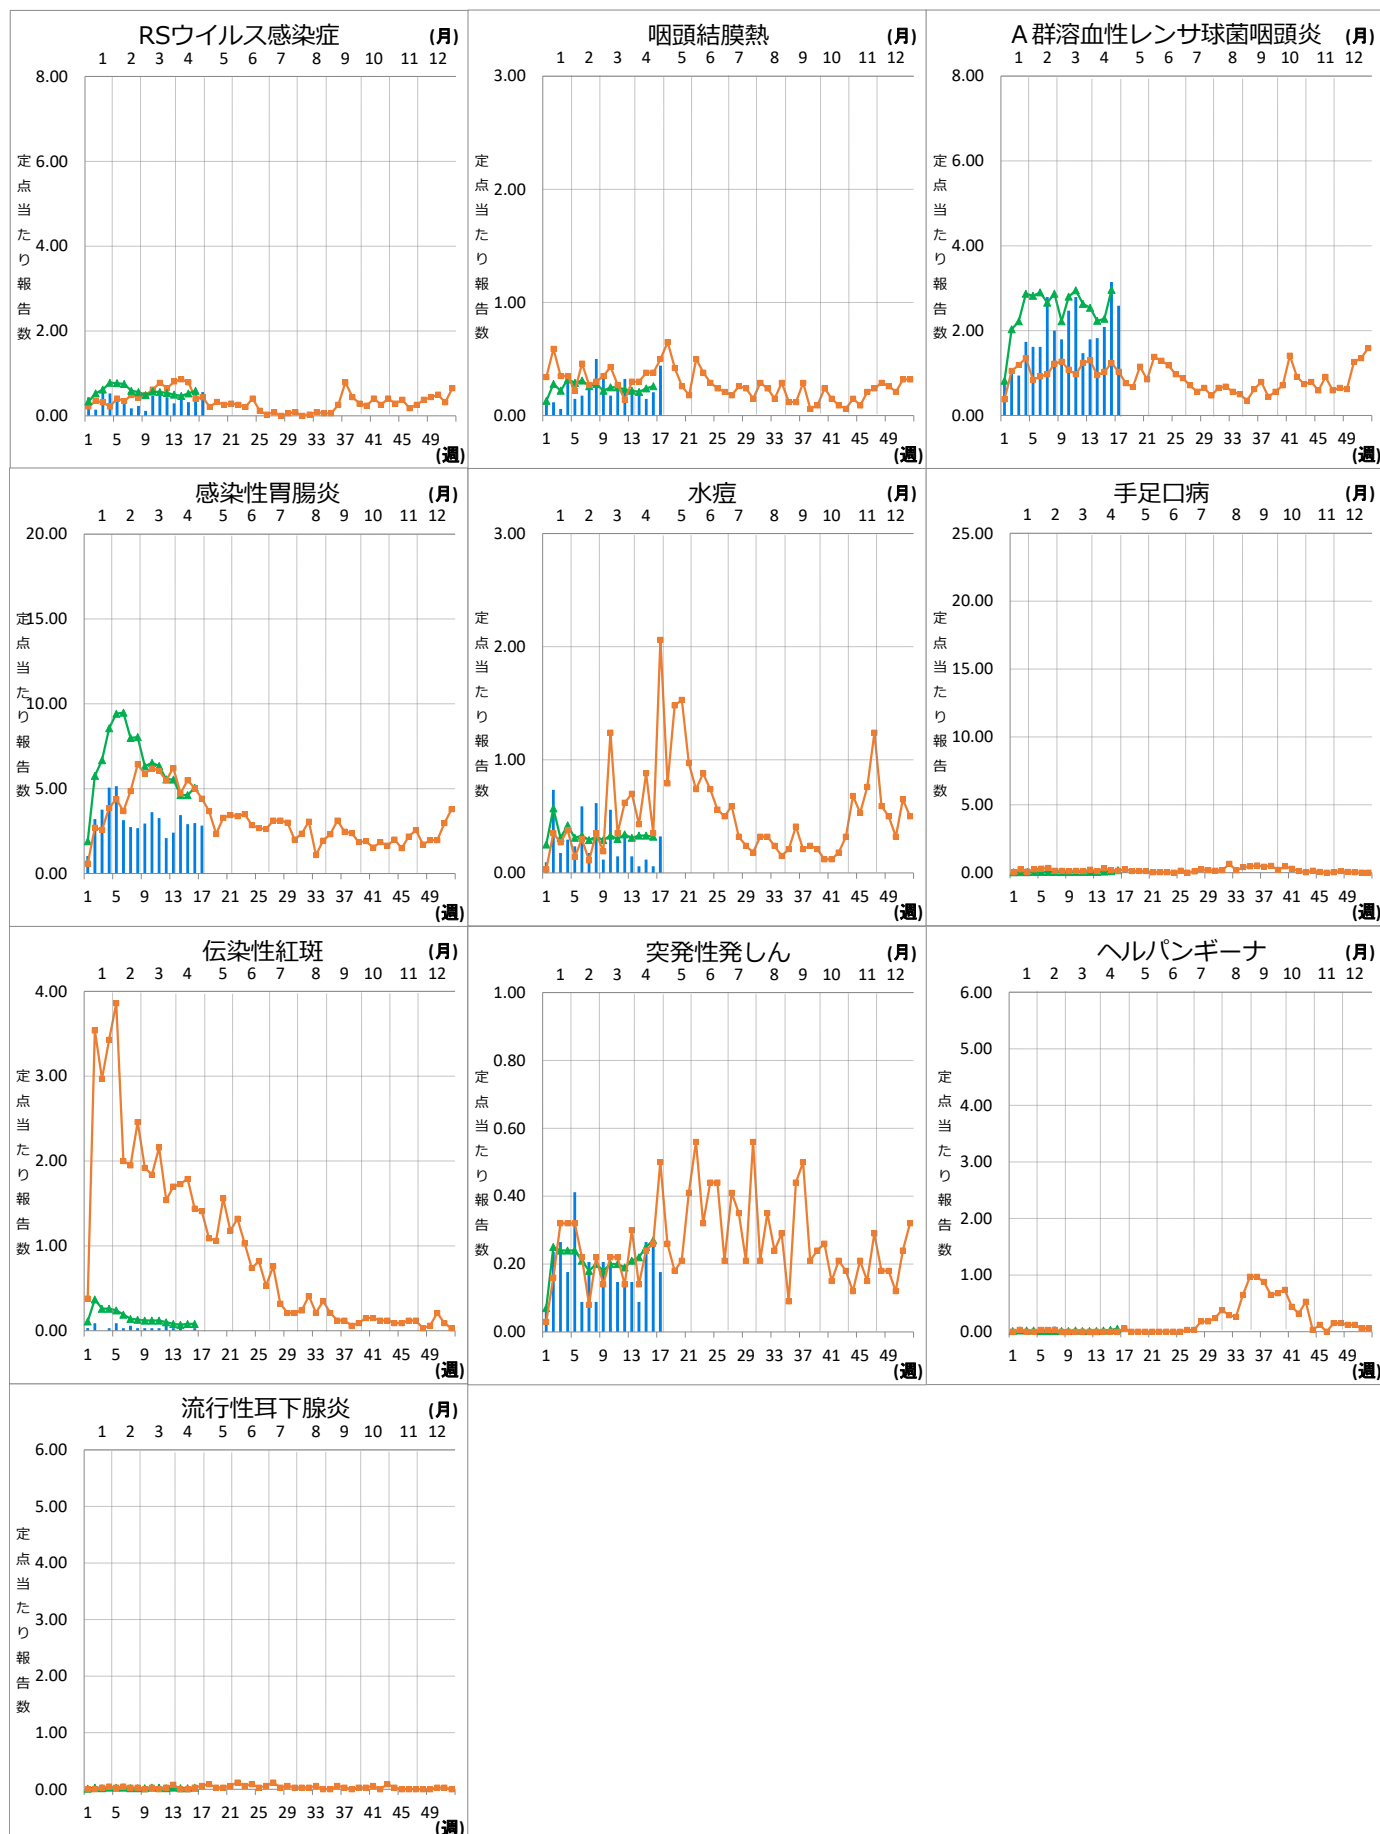 RSウイルス感染症 (月)
1 2 3 4 5 6 7 8 9 10 11 12
8.00
6.00
4.00
2.00
0.00
定点当たり報告数
1 5 9 13 17 21 25 29 33 37 41 45 49
(週)
咽頭結膜熱 (月)
1 2 3 4 5 6 7 8 9 10 11 12
3.00
2.00
1.00
0.00
定点当たり報告数
1 5 9 13 17 21 25 29 33 37 41 45 49
(週)
A群溶血性レンサ球菌咽頭炎 (月)
1 2 3 4 5 6 7 8 9 10 11 12
8.00
6.00
4.00
2.00
0.00
定点当たり報告数
1 5 9 13 17 21 25 29 33 37 41 45 49
(週)
感染性胃腸炎 (月)
1 2 3 4 5 6 7 8 9 10 11 12
20.00
15.00
10.00
5.00
0.00
定点当たり報告数
1 5 9 13 17 21 25 29 33 37 41 45 49
(週)
水痘 (月)
1 2 3 4 5 6 7 8 9 10 11 12
3.00
2.00
1.00
0.00
定点当たり報告数
1 5 9 13 17 21 25 29 33 37 41 45 49
(週)
手足口病 (月)
1 2 3 4 5 6 7 8 9 10 11 12
25.00
20.00
15.00
10.00
5.00
0.00
定点当たり報告数
1 5 9 13 17 21 25 29 33 37 41 45 49
(週)
伝染性紅斑 (月)
1 2 3 4 5 6 7 8 9 10 11 12
4.00
3.00
2.00
1.00
0.00
定点当たり報告数
1 5 9 13 17 21 25 29 33 37 41 45 49
(週)
突発性発しん (月)
1 2 3 4 5 6 7 8 9 10 11 12
1.00
0.80
0.60
0.40
0.20
0.00
定点当たり報告数
1 5 9 13 17 21 25 29 33 37 41 45 49
(週)
ヘルパンギーナ (月)
1 2 3 4 5 6 7 8 9 10 11 12
6.00
5.00
4.00
3.00
2.00
1.00
0.00
定点当たり報告数
1 5 9 13 17 21 25 29 33 37 41 45 49
(週)
流行性耳下腺炎 (月)
1 2 3 4 5 6 7 8 9 10 11 12
6.00
5.00
4.00
3.00
2.00
1.00
0.00
定点当たり報告数
1 5 9 13 17 21 25 29 33 37 41 45 49
(週)